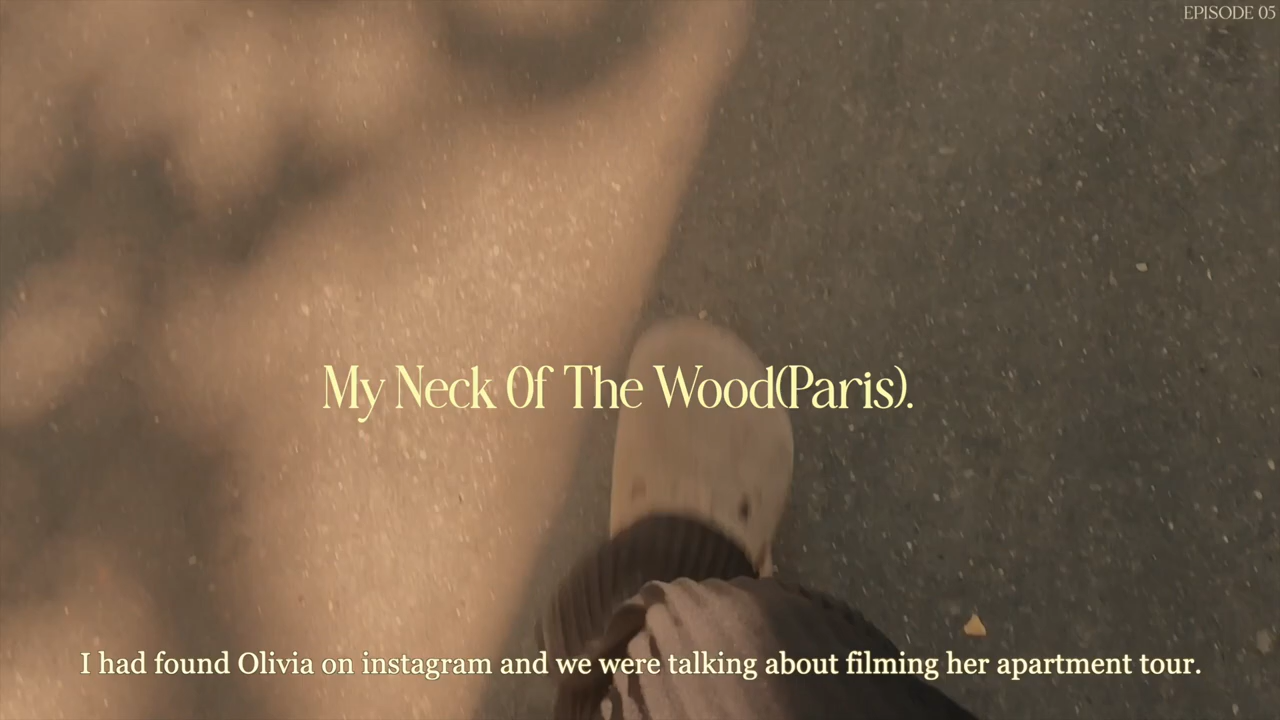 EPISODE 05
My Neck Of The Wood(Paris).
I had found Olivia on instagram and we were talking about filming her apartment tour.